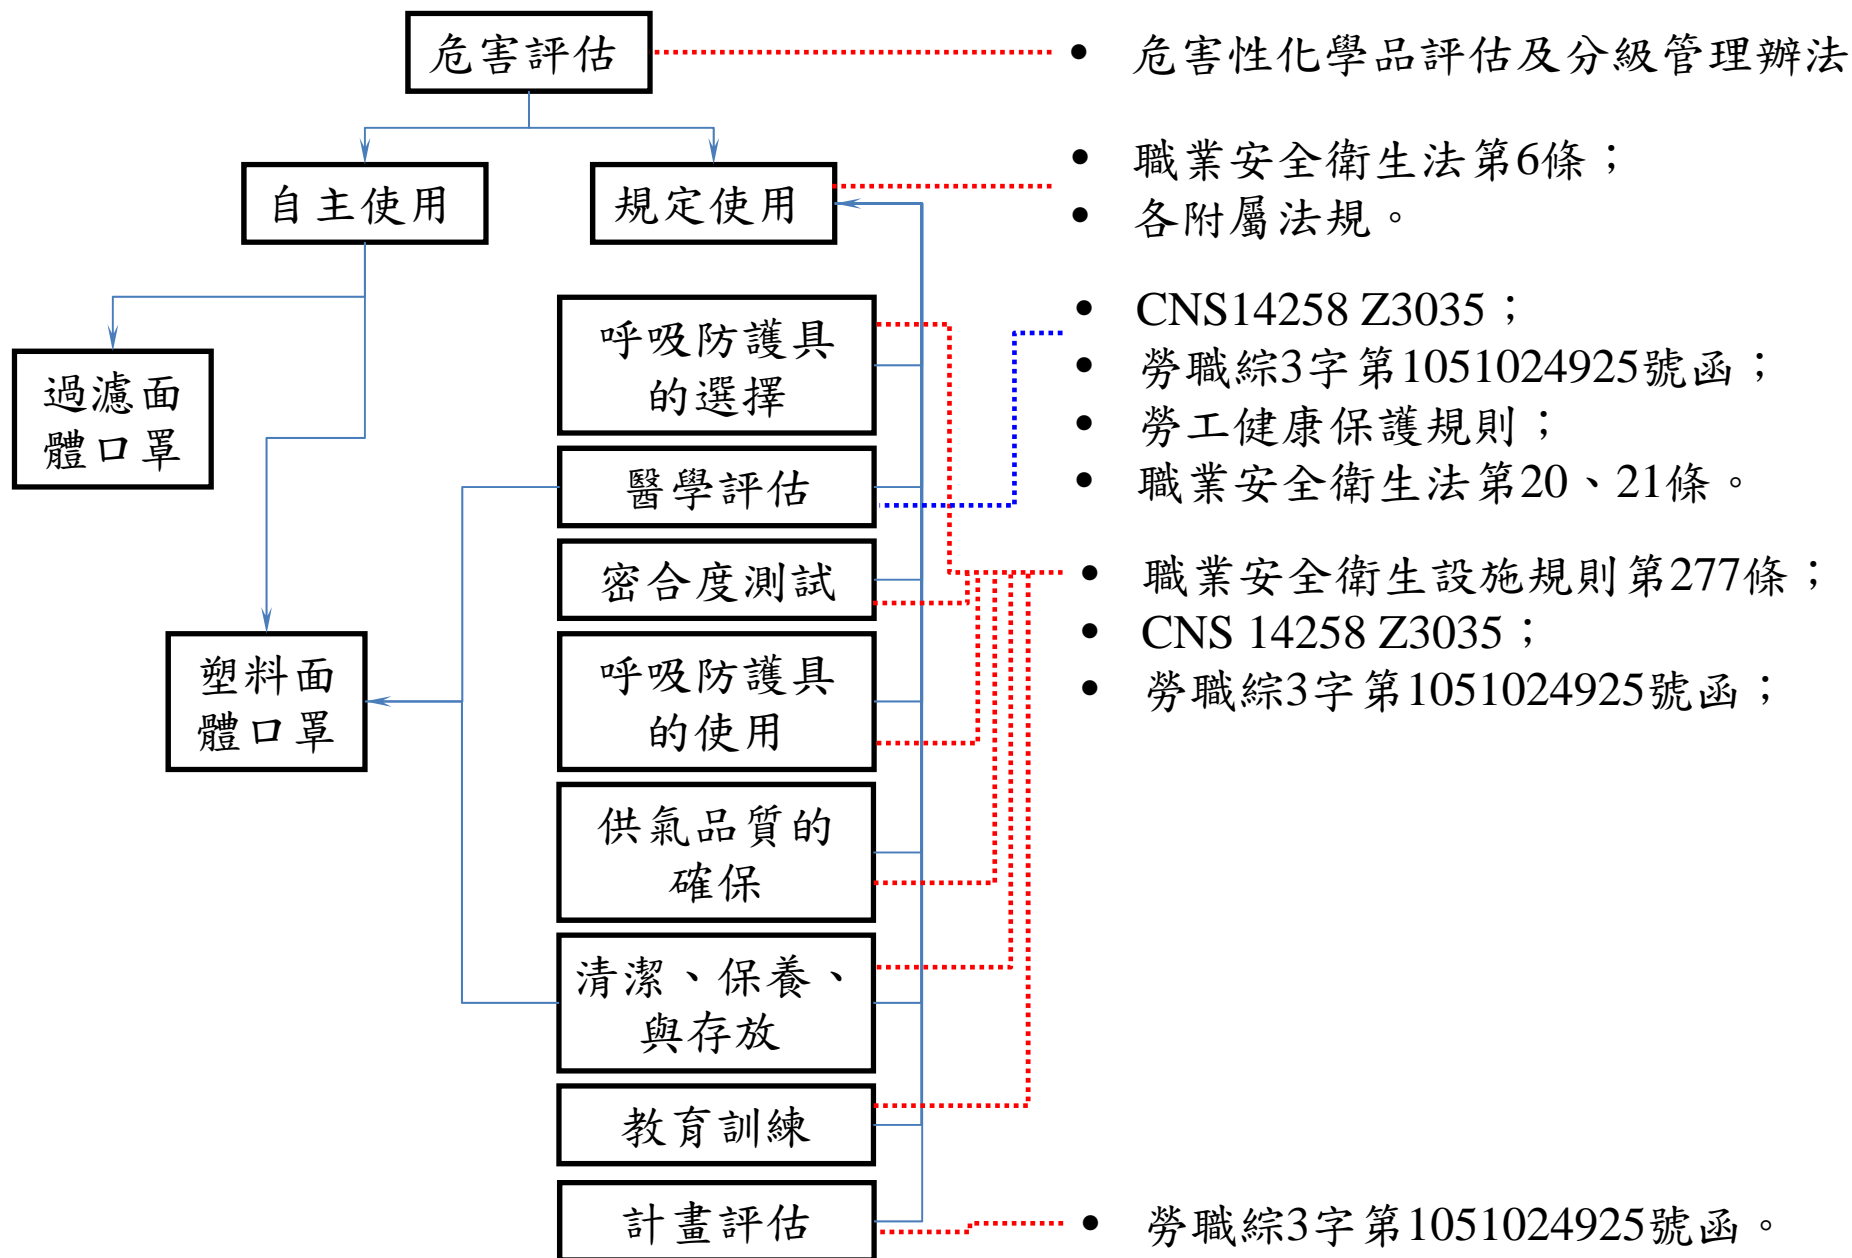 危害評估
自主使用
規定使用
過濾面
體口罩
塑料面
體口罩
呼吸防護具
的選擇
醫學評估
密合度測試
呼吸防護具
的使用
供氣品質的
確保
清潔、保養、
與存放
教育訓練
計畫評估
• 危害性化學品評估及分級管理辦法
• 職業安全衛生法第6條；
• 各附屬法規。
• CNS14258 Z3035；
• 勞職綜3字第1051024925號函；
• 勞工健康保護規則；
• 職業安全衛生法第20、21條。
• 職業安全衛生設施規則第277條；
• CNS 14258 Z3035；
• 勞職綜3字第1051024925號函；
• 勞職綜3字第1051024925號函。